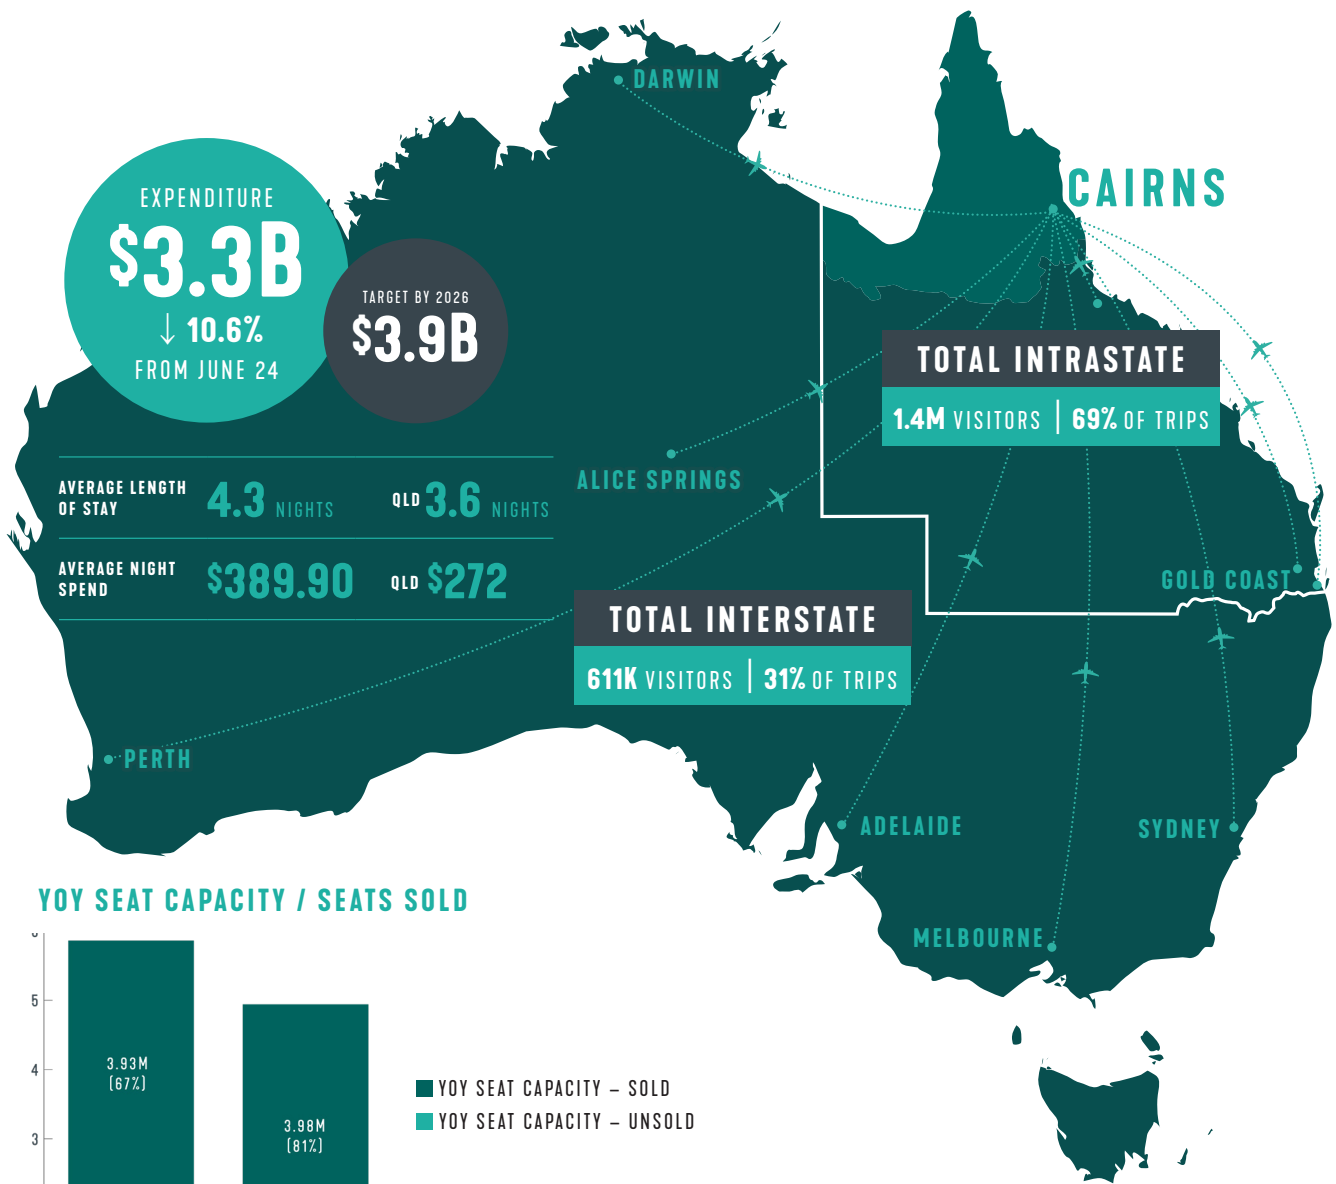 DARWIN
CAIRNS
EXPENDITURE
$3.3B
↓ 10.6%
FROM JUNE 24
TARGET BY 2026
$3.9B
TOTAL INTRASTATE
1.4M VISITORS | 69% OF TRIPS
ALICE SPRINGS
AVERAGE LENGTH
OF STAY
4.3 NIGHTS
QLD 3.6 NIGHTS
AVERAGE NIGHT
SPEND
$389.90
QLD $272
GOLD COAST
TOTAL INTERSTATE
611K VISITORS | 31% OF TRIPS
PERTH
ADELAIDE
SYDNEY
MELBOURNE
YOY SEAT CAPACITY / SEATS SOLD
5
4
3
3.93M
(67%)
3.98M
(81%)
YOY SEAT CAPACITY – SOLD
YOY SEAT CAPACITY – UNSOLD